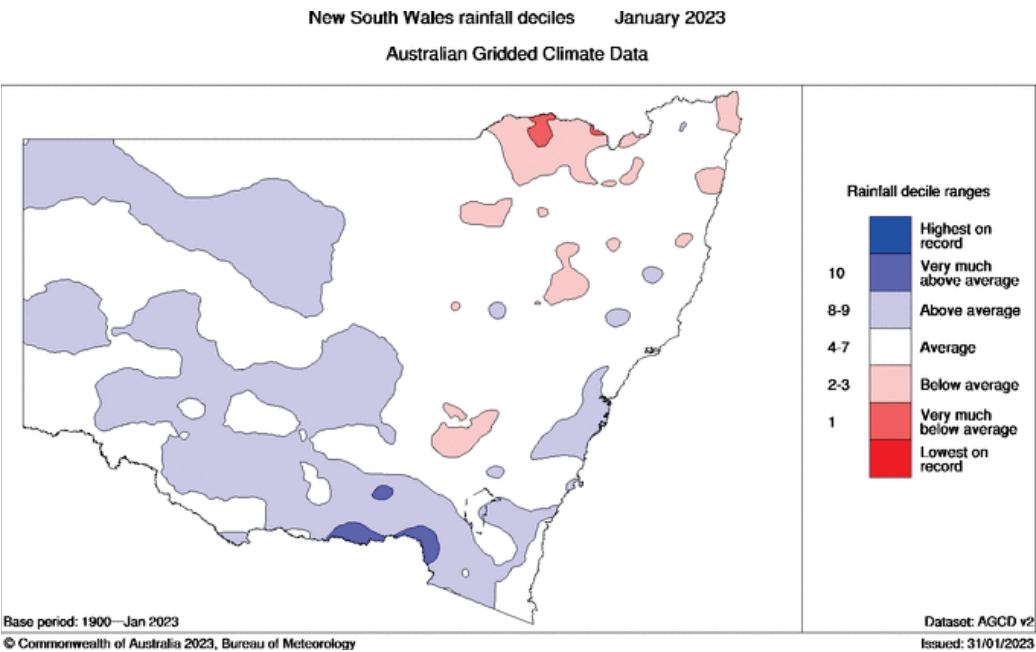 New South Wales rainfall deciles January 2023
Australian Gridded Climate Data
Rainfall decile ranges
Highest on
record
10 Very much
above average
8-9 Above average
4-7 Average
2-3 Below average
1 Very much
below average
Lowest on
record
Base period: 1900—Jan 2023
Dataset: AGCD v2
© Commonwealth of Australia 2023, Bureau of Meteorology
Issued: 31/01/2023